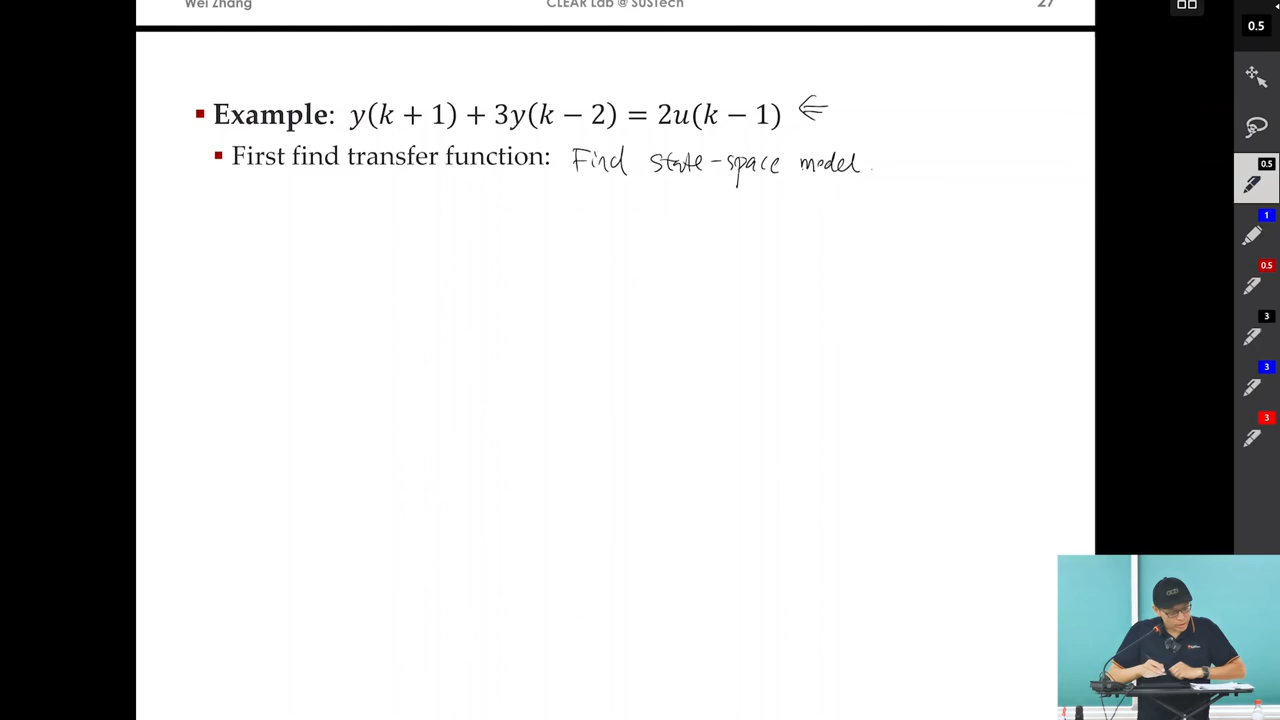 Wei Zhang CLEAR Lab @ SUSTech 27
▪ Example: y(k + 1) + 3y(k − 2) = 2u(k − 1) ⇐
▪ First find transfer function: Find state-space model.
0.5
0.5
1
0.5
3
3
3